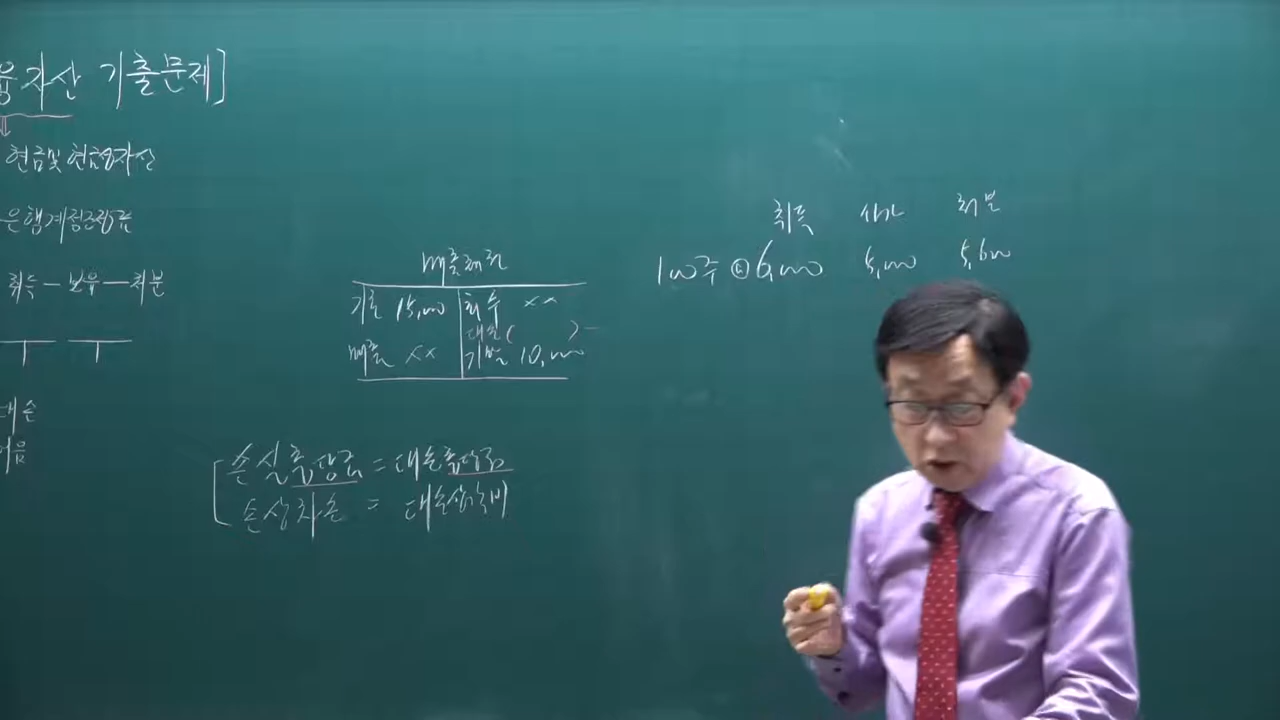 융자산 기출문제]
현금및현금성자산
은행계정조정표
취득 — 보유 — 처분
대손
어음
매출채권
기초 15,000 회수 ××
대손( )
매출 ×× 기말 10,000
손실충당금 = 대손충당금
손상차손 = 대손상각비
취득 처분
100주 @6,000 5,000 5,600